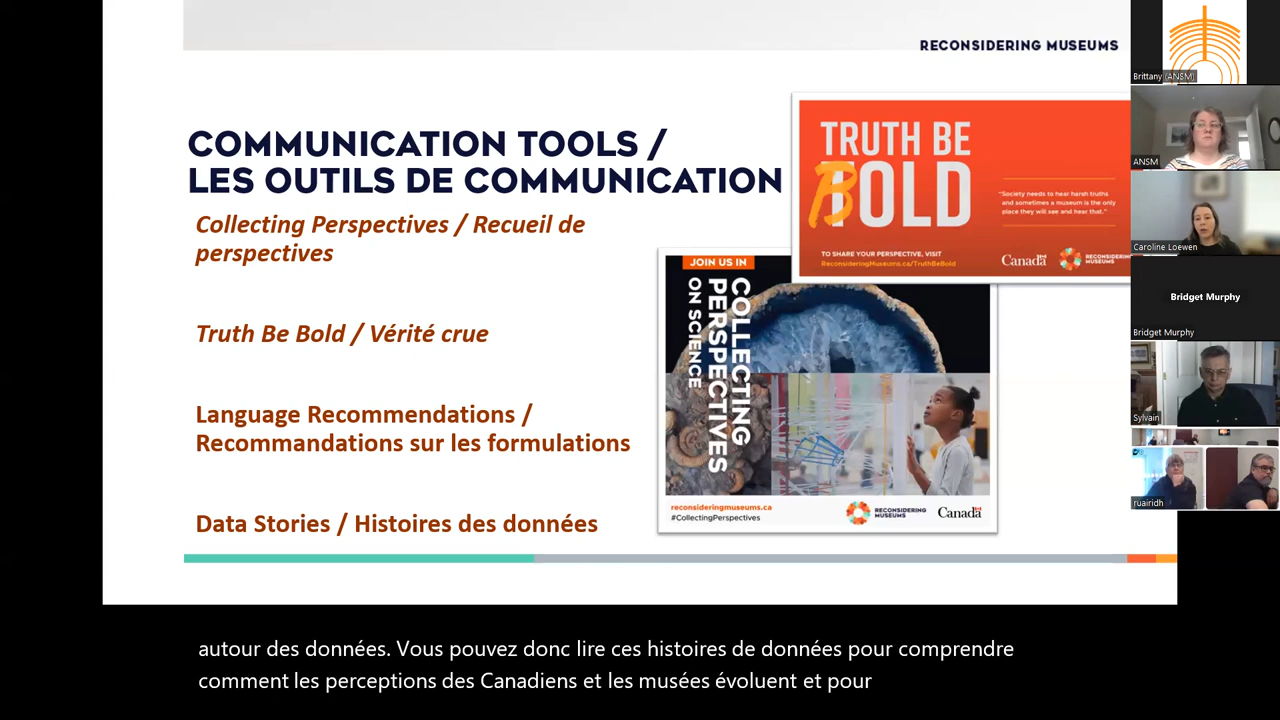 RECONSIDERING MUSEUMS
COMMUNICATION TOOLS /
LES OUTILS DE COMMUNICATION
Collecting Perspectives / Recueil de
perspectives
Truth Be Bold / Vérité crue
Language Recommendations /
Recommandations sur les formulations
Data Stories / Histoires des données
TRUTH BE
BOLD
"Society needs to hear harsh truths
and sometimes a museum is the only
place they will see and hear that."
TO SHARE YOUR PERSPECTIVE, VISIT
ReconsideringMuseums.ca/TruthBeBold
Canada
RECONSIDERING
MUSEUMS
JOIN US IN
COLLECTING
PERSPECTIVES
ON SCIENCE
reconsideringmuseums.ca
#CollectingPerspectives
RECONSIDERING
MUSEUMS
Canada
Brittany (ANSM)
ANSM
Caroline Loewen
Bridget Murphy
Bridget Murphy
Sylvain
ruairidh
autour des données. Vous pouvez donc lire ces histoires de données pour comprendre
comment les perceptions des Canadiens et les musées évoluent et pour